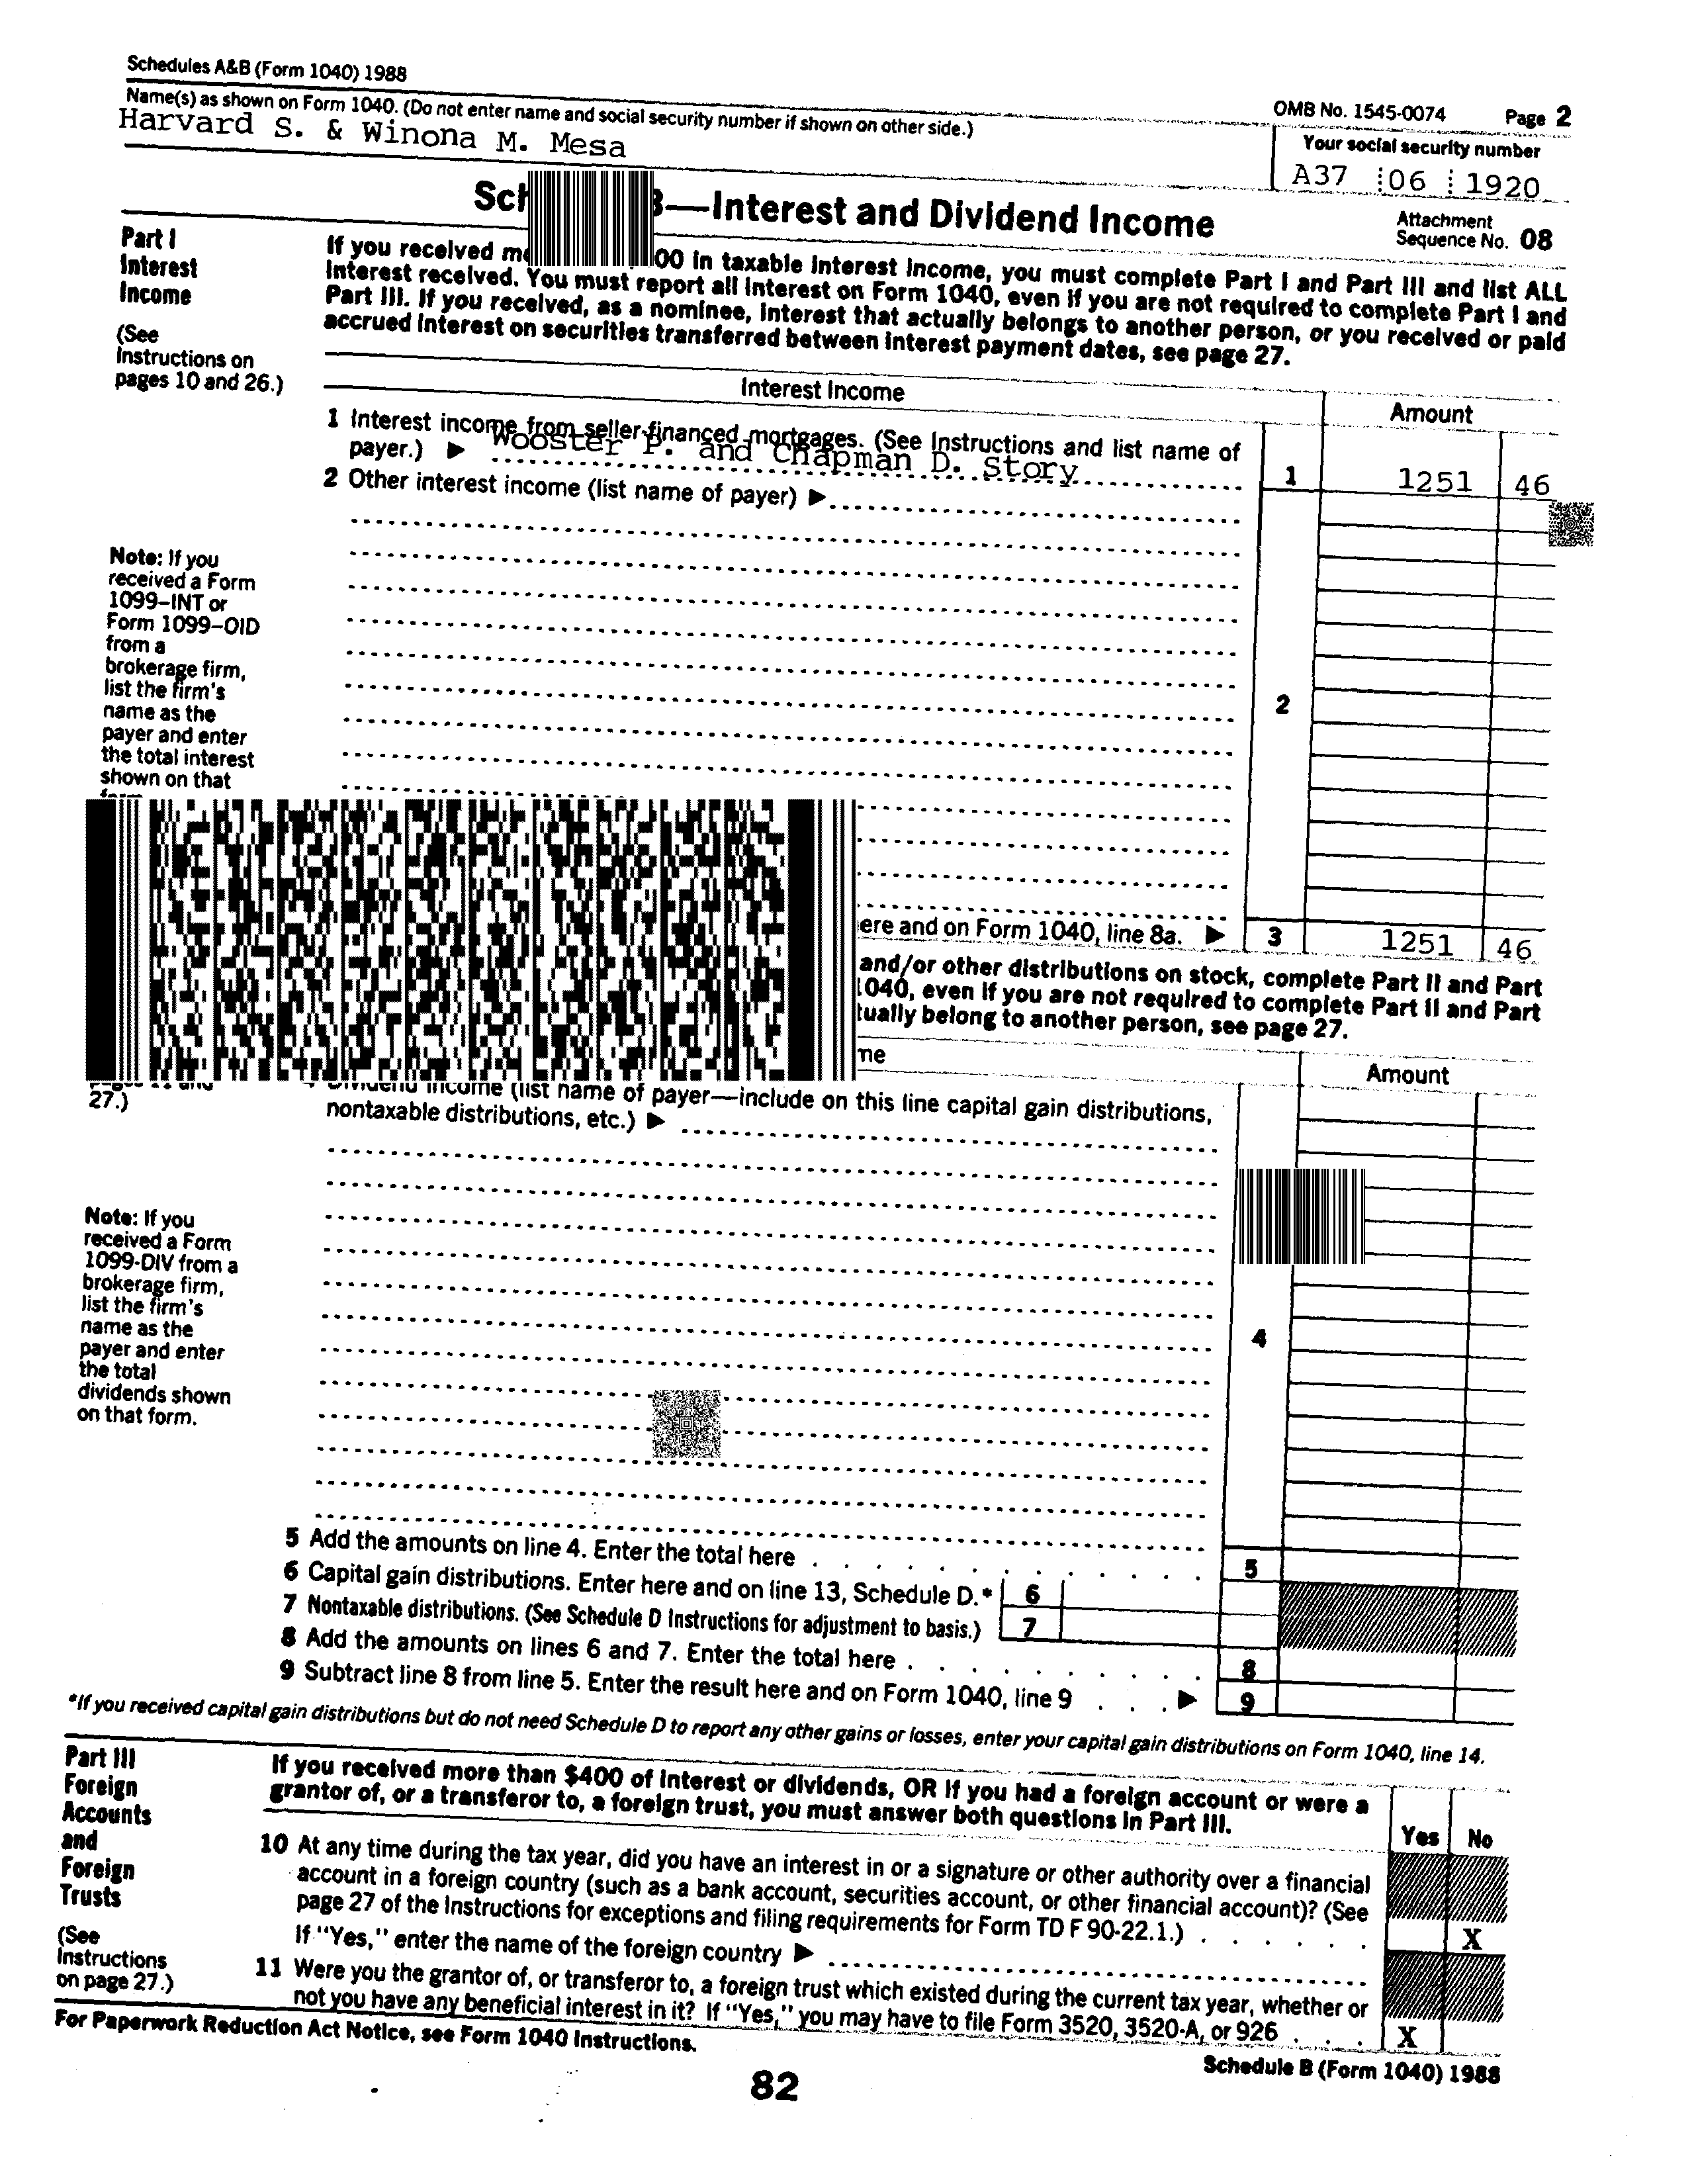 Schedules A&B (Form 1040) 1988
OMB No. 1545-0074 Page 2
Name(s) as shown on Form 1040. (Do not enter name and social security number if shown on other side.)
Your social security number
Harvard S. & Winona M. Mesa
A37 06 1920
—Interest and Dividend Income
Attachment
Sequence No. 08
Part I
Interest
Income
(See
Instructions on
pages 10 and 26.)
If you received 00 in taxable interest income, you must complete Part I and Part III and list ALL
interest received. You must report all interest on Form 1040, even if you are not required to complete Part I and
Part III. If you received, as a nominee, interest that actually belongs to another person, or you received or paid
accrued interest on securities transferred between interest payment dates, see page 27.
Interest Income
Amount
1 Interest income from seller-financed mortgages. (See Instructions and list name of
payer.) ▶ Wooster P. and Chapman D. Story
1 1251 46
2 Other interest income (list name of payer) ▶
Note: If you
received a Form
1099–INT or
Form 1099–OID
from a
brokerage firm,
list the firm's
name as the
payer and enter
the total interest
shown on that
2
and on Form 1040, line 8a. ▶ 3 1251 46
and/or other distributions on stock, complete Part II and Part
1040, even if you are not required to complete Part II and Part
belong to another person, see page 27.
Amount
27.)
Dividend income (list name of payer—include on this line capital gain distributions,
nontaxable distributions, etc.) ▶
Note: If you
received a Form
1099-DIV from a
brokerage firm,
list the firm's
name as the
payer and enter
the total
dividends shown
on that form.
4
5 Add the amounts on line 4. Enter the total here 5
6 Capital gain distributions. Enter here and on line 13, Schedule D.* 6
7 Nontaxable distributions. (See Schedule D Instructions for adjustment to basis.) 7
8 Add the amounts on lines 6 and 7. Enter the total here 8
9 Subtract line 8 from line 5. Enter the result here and on Form 1040, line 9 ▶ 9
*If you received capital gain distributions but do not need Schedule D to report any other gains or losses, enter your capital gain distributions on Form 1040, line 14.
Part III
Foreign
Accounts
and
Foreign
Trusts
(See
Instructions
on page 27.)
If you received more than $400 of interest or dividends, OR if you had a foreign account or were a
grantor of, or a transferor to, a foreign trust, you must answer both questions in Part III.
Yes No
10 At any time during the tax year, did you have an interest in or a signature or other authority over a financial
account in a foreign country (such as a bank account, securities account, or other financial account)? (See
page 27 of the Instructions for exceptions and filing requirements for Form TD F 90-22.1.) X
If "Yes," enter the name of the foreign country ▶
11 Were you the grantor of, or transferor to, a foreign trust which existed during the current tax year, whether or
not you have any beneficial interest in it? If "Yes," you may have to file Form 3520, 3520-A, or 926 X
For Paperwork Reduction Act Notice, see Form 1040 Instructions.
Schedule B (Form 1040) 1988
82